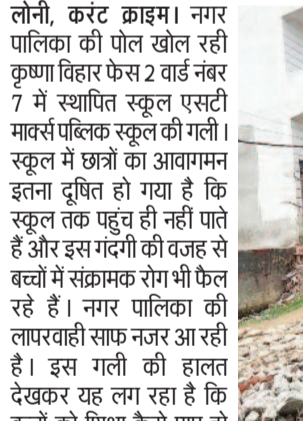 लोनी, करंट क्राइम। नगर
पालिका की पोल खोल रही
कृष्णा विहार फेस 2 वार्ड नंबर
7 में स्थापित स्कूल एसटी
मार्क्स पब्लिक स्कूल की गली।
स्कूल में छात्रों का आवागमन
इतना दूषित हो गया है कि
स्कूल तक पहुंच ही नहीं पाते
हैं और इस गंदगी की वजह से
बच्चों में संक्रामक रोग भी फैल
रहे हैं। नगर पालिका की
लापरवाही साफ नजर आ रही
है। इस गली की हालत
देखकर यह लग रहा है कि